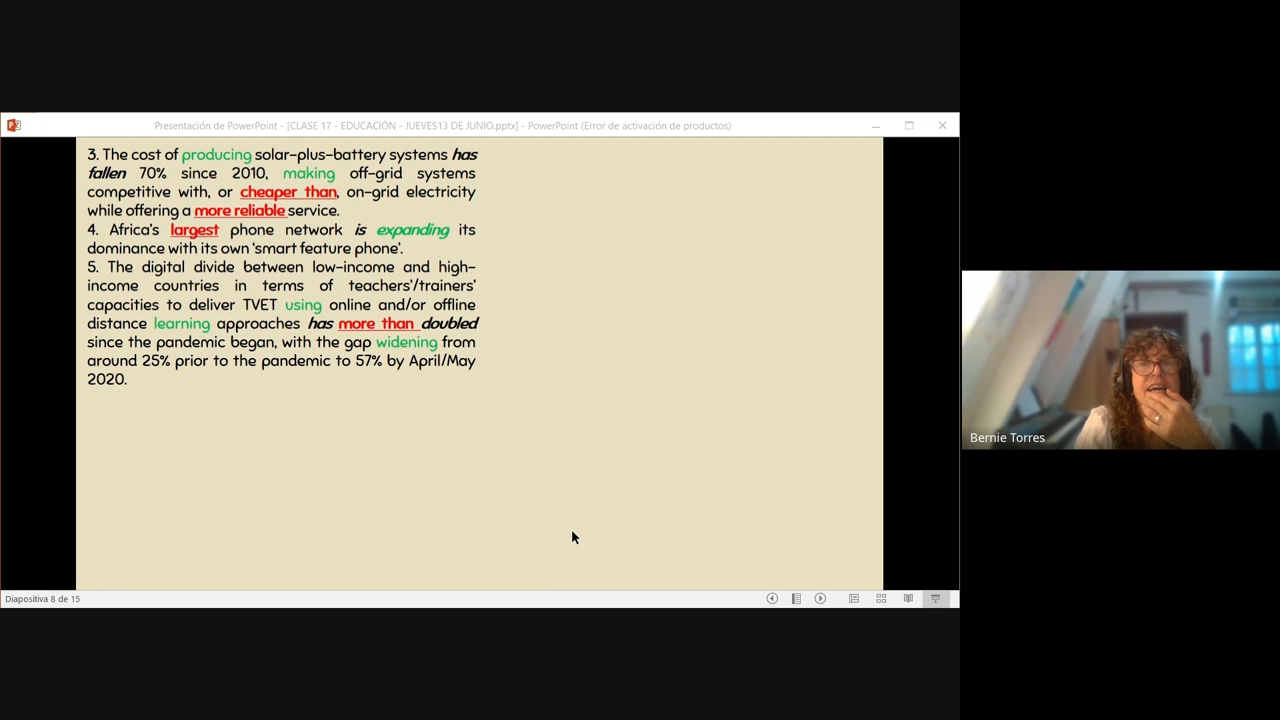 Presentación de PowerPoint - [CLASE 17 - EDUCACIÓN - JUEVES13 DE JUNIO.pptx] - PowerPoint (Error de activación de productos)
3. The cost of producing solar-plus-battery systems has
fallen 70% since 2010, making off-grid systems
competitive with, or cheaper than, on-grid electricity
while offering a more reliable service.
4. Africa's largest phone network is expanding its
dominance with its own 'smart feature phone'.
5. The digital divide between low-income and high-
income countries in terms of teachers'/trainers'
capacities to deliver TVET using online and/or offline
distance learning approaches has more than doubled
since the pandemic began, with the gap widening from
around 25% prior to the pandemic to 57% by April/May
2020.
Bernie Torres
Diapositiva 8 de 15